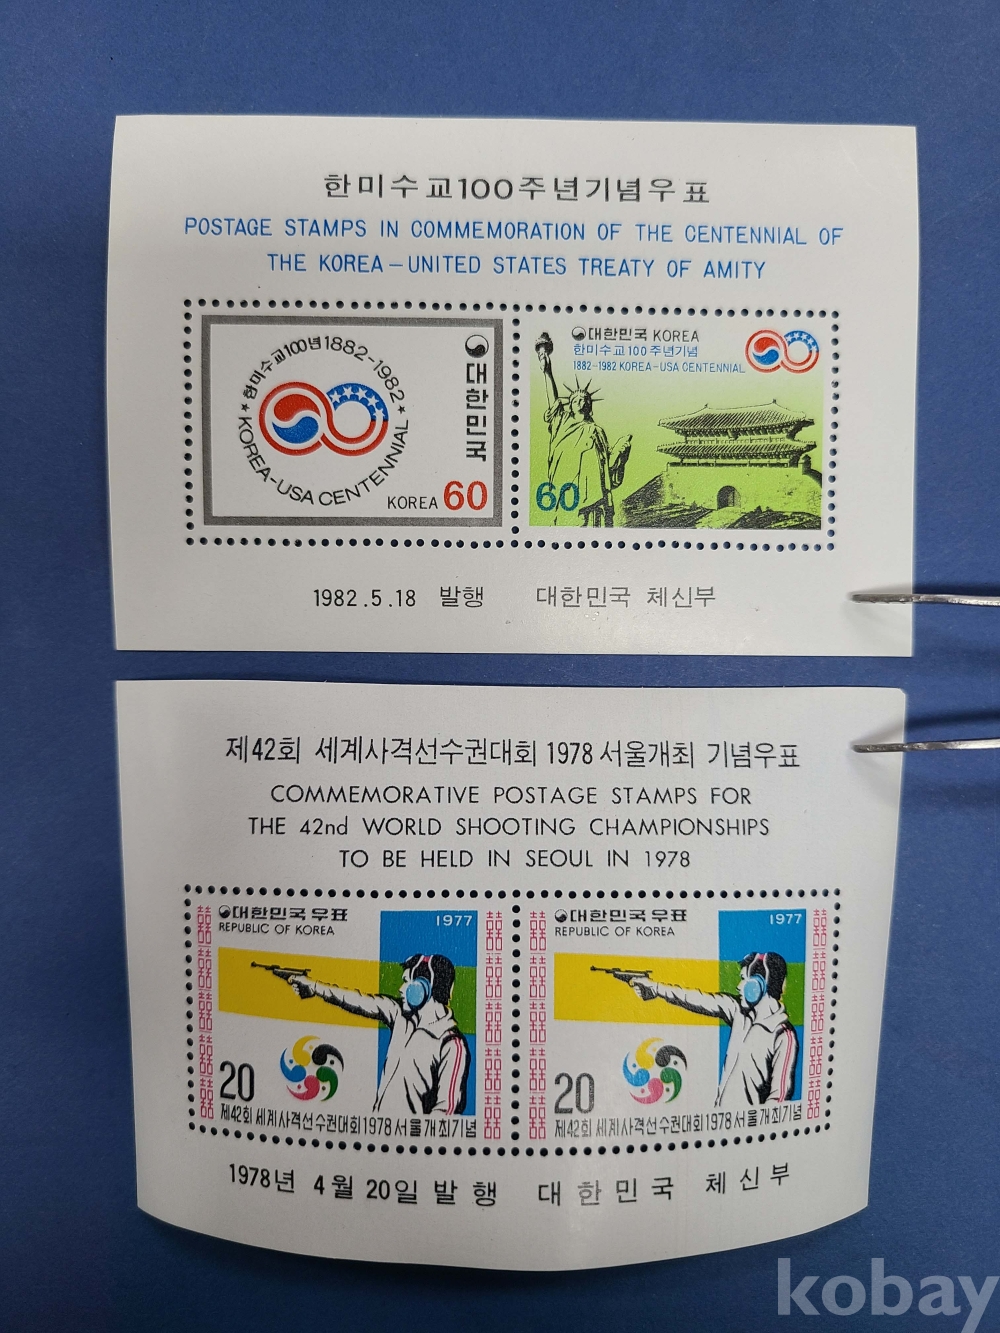 한미수교100주년기념우표
POSTAGE STAMPS IN COMMEMORATION OF THE CENTENNIAL OF
THE KOREA-UNITED STATES TREATY OF AMITY
★한미수교100년1882-1982★
KOREA-USA CENTENNIAL
대한민국
KOREA 60
대한민국 KOREA
한미수교100주년기념
1882-1982 KOREA-USA CENTENNIAL
60
1982.5.18 발행 대한민국 체신부
제42회 세계사격선수권대회 1978 서울개최 기념우표
COMMEMORATIVE POSTAGE STAMPS FOR
THE 42nd WORLD SHOOTING CHAMPIONSHIPS
TO BE HELD IN SEOUL IN 1978
대한민국우표 1977
REPUBLIC OF KOREA
20
제42회 세계사격선수권대회1978서울개최기념
대한민국우표 1977
REPUBLIC OF KOREA
20
제42회 세계사격선수권대회1978서울개최기념
1978년 4월 20일 발행 대한민국 체신부
kobay